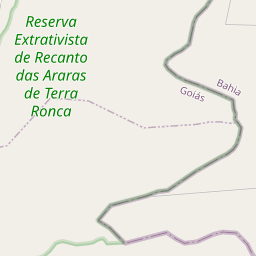 Reserva
Extrativista
de Recanto
das Araras
de Terra
Ronca
Bahia
Goiás